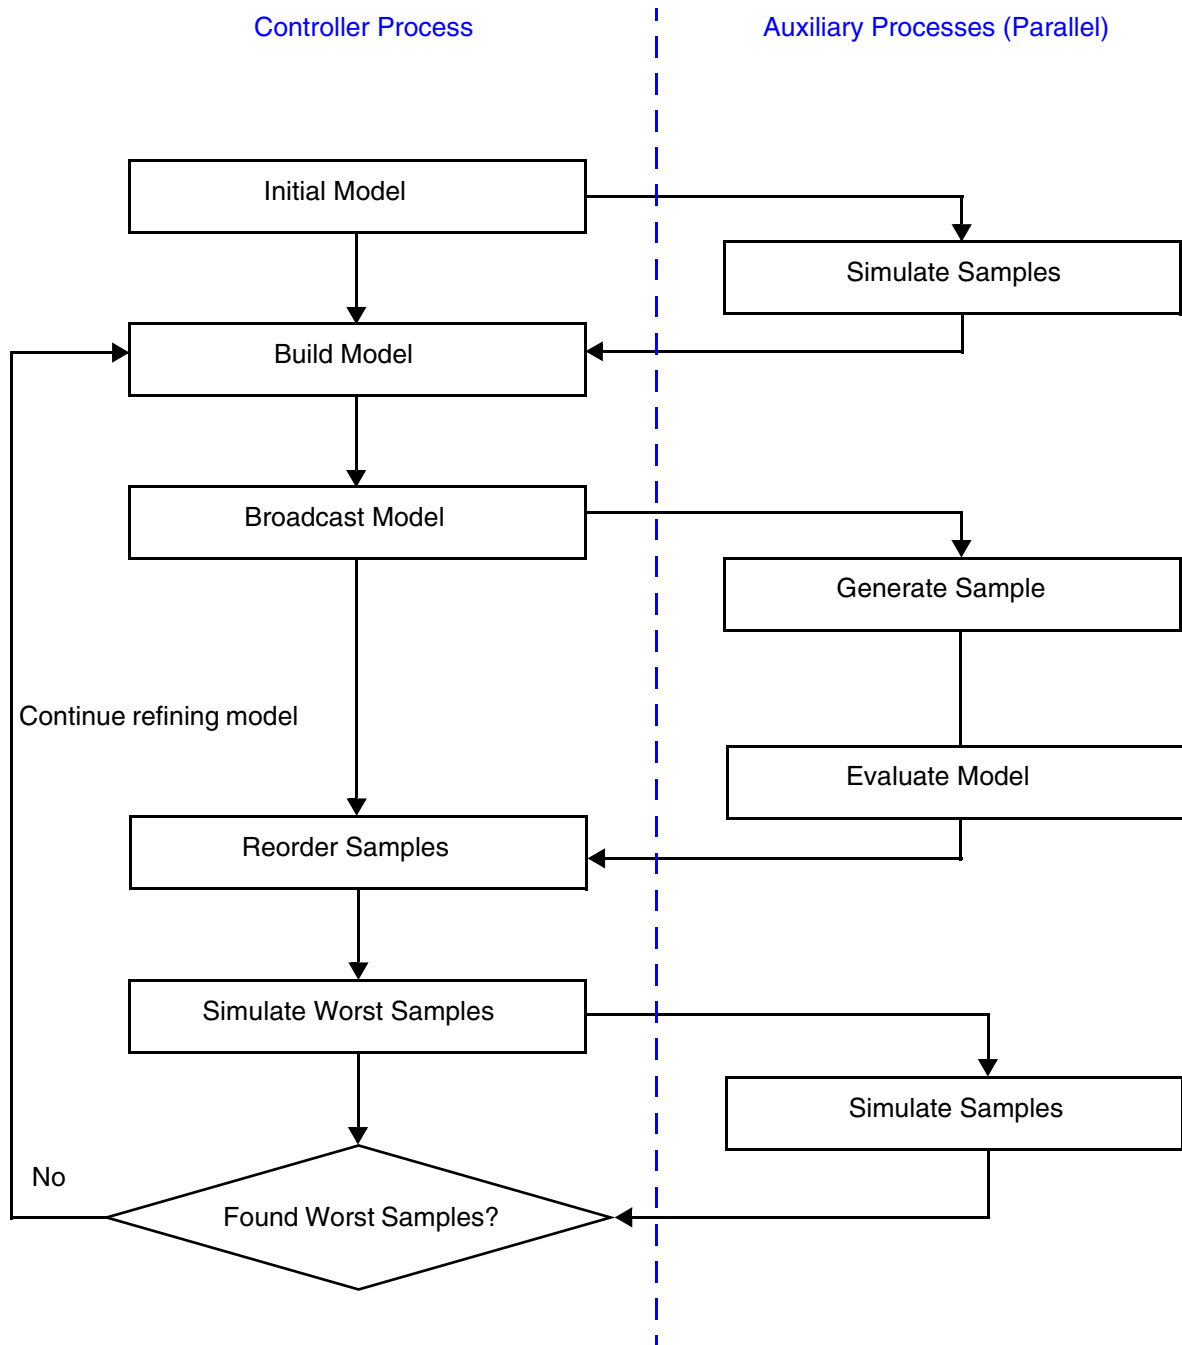 Controller Process
Auxiliary Processes (Parallel)
Initial Model
Simulate Samples
Build Model
Broadcast Model
Generate Sample
Continue refining model
Evaluate Model
Reorder Samples
Simulate Worst Samples
Simulate Samples
No
Found Worst Samples?